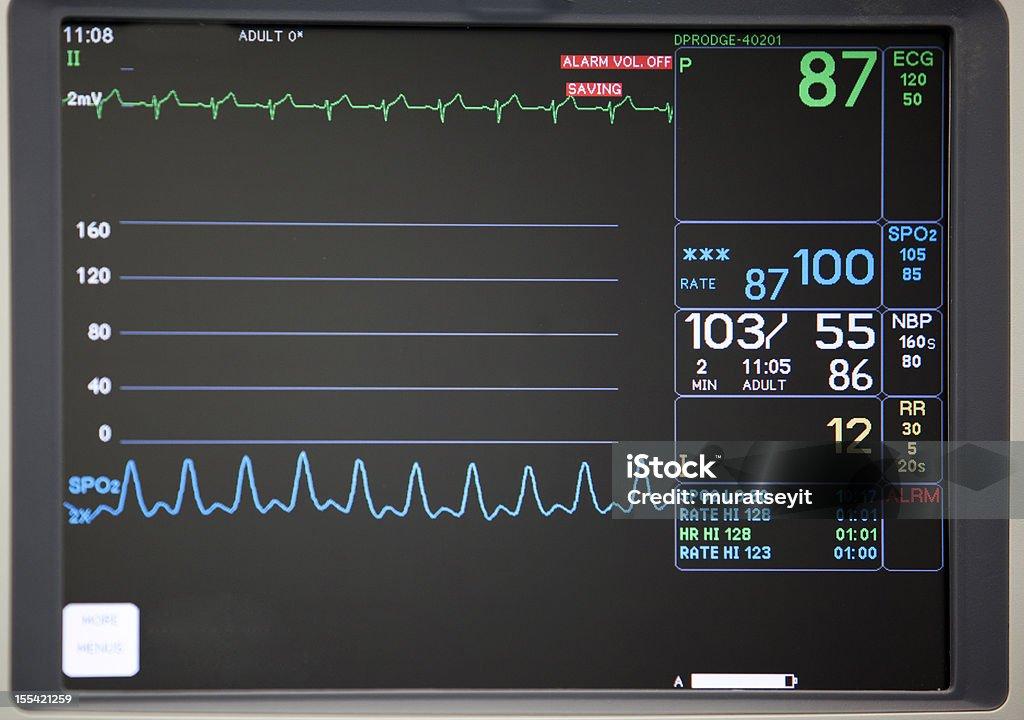 11:08 ADULT 0*
DPRODGE-40201
II
ALARM VOL. OFF
SAVING
2mV
P 87
ECG
120
50
160
120
80
40
0
*** 100
RATE 87
SPO2
105
85
103/ 55
2 11:05 86
MIN ADULT
NBP
160s
80
12
RR
30
5
20s
SPO2
2X
iStock™
Credit: muratseyit
ALRM
RATE HI 128 01:01
HR HI 128 01:01
RATE HI 123 01:00
MORE
MENUS
A
155421259